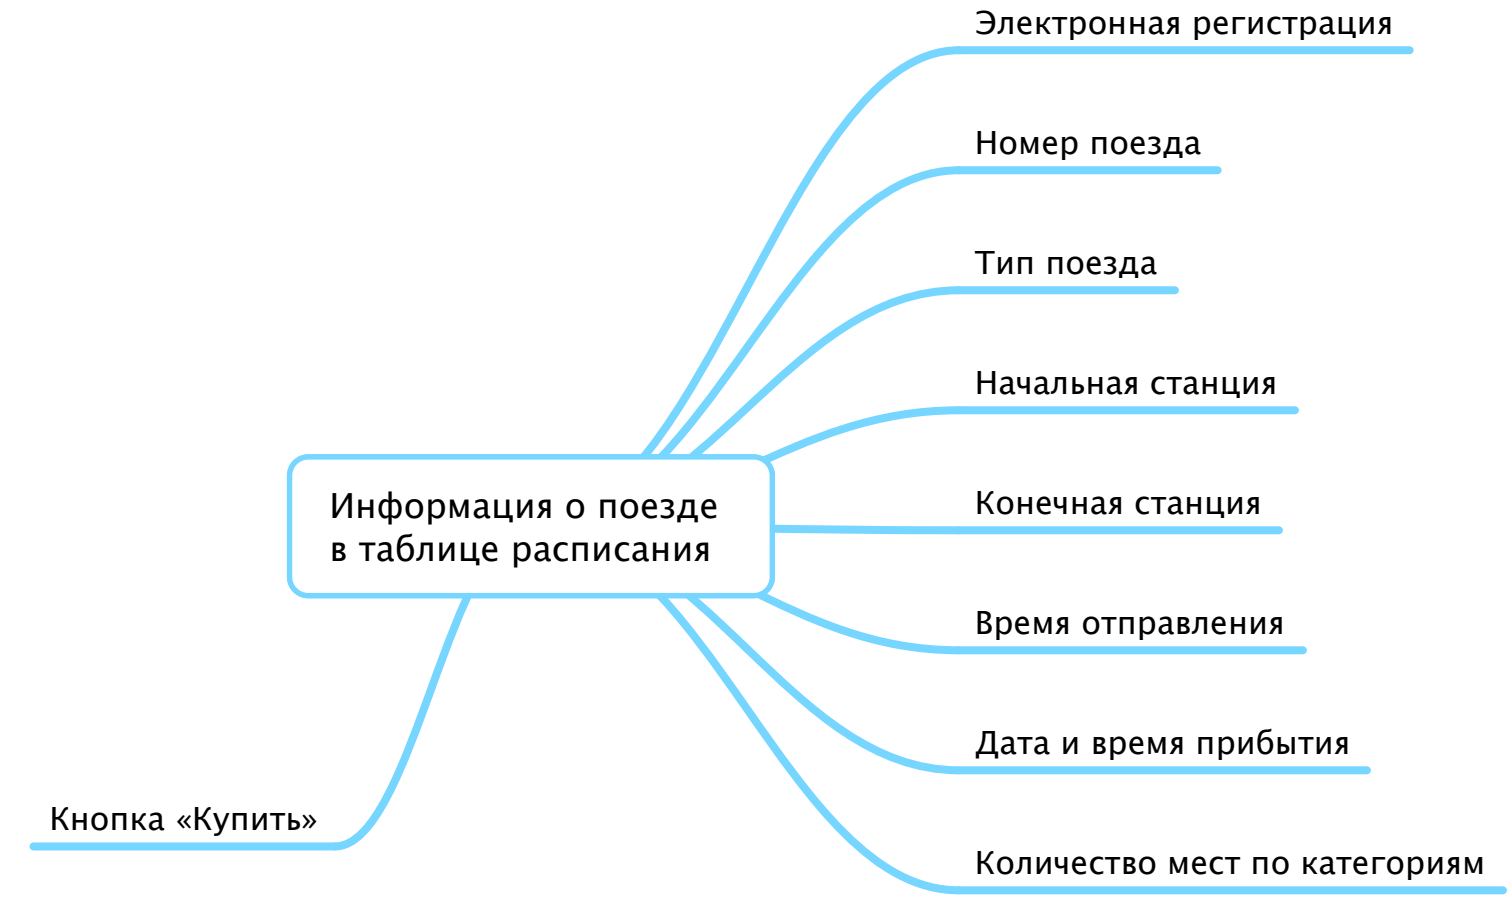 Электронная регистрация
Номер поезда
Тип поезда
Начальная станция
Информация о поезде
в таблице расписания
Конечная станция
Время отправления
Дата и время прибытия
Кнопка «Купить»
Количество мест по категориям